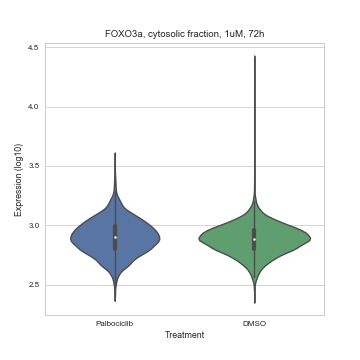 FOXO3a, cytosolic fraction, 1uM, 72h
4.5
4.0
3.5
3.0
2.5
Expression (log10)
Palbociclib
DMSO
Treatment